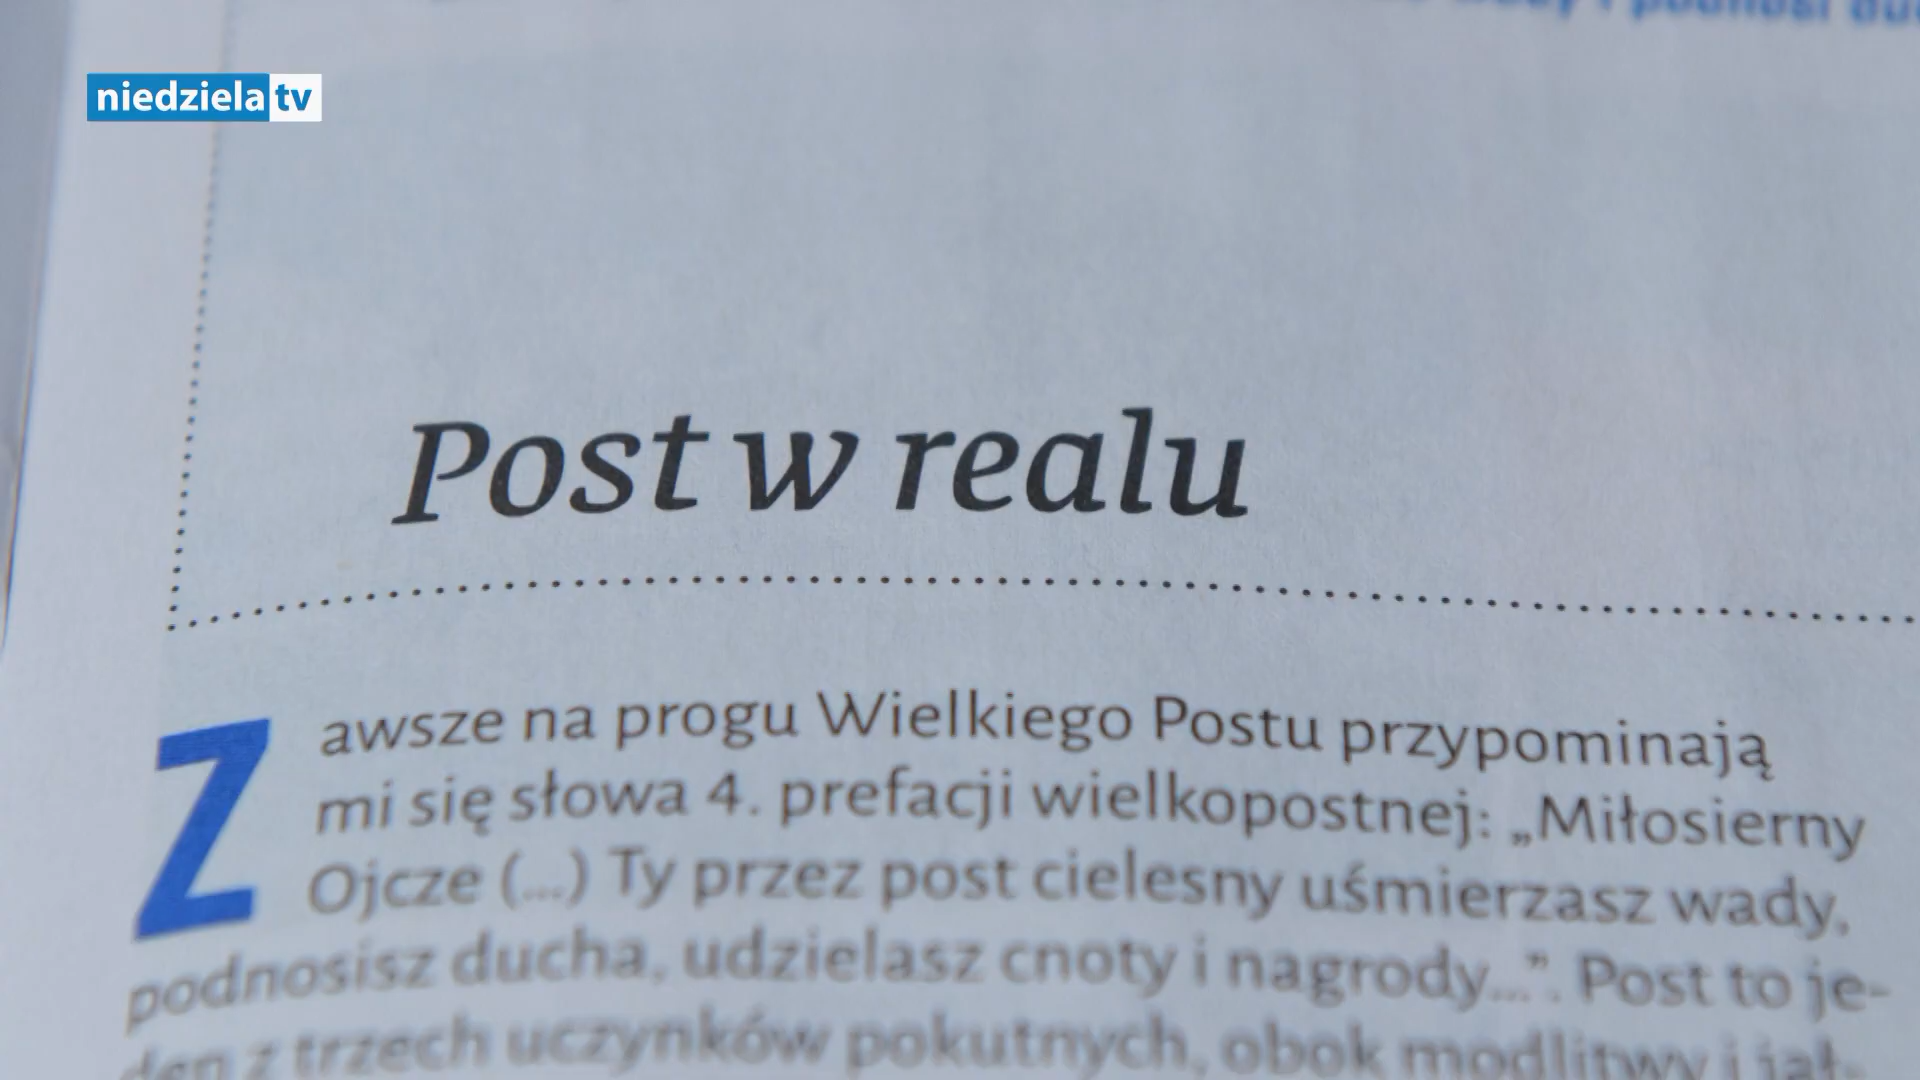 niedziela tv
Post w realu
Zawsze na progu Wielkiego Postu przypominają
mi się słowa 4. prefacji wielkopostnej: „Miłosierny
Ojcze (...) Ty przez post cielesny uśmierzasz wady,
podnosisz ducha, udzielasz cnoty i nagrody...”. Post to je-
den z trzech uczynków pokutnych, obok modlitwy i jał-